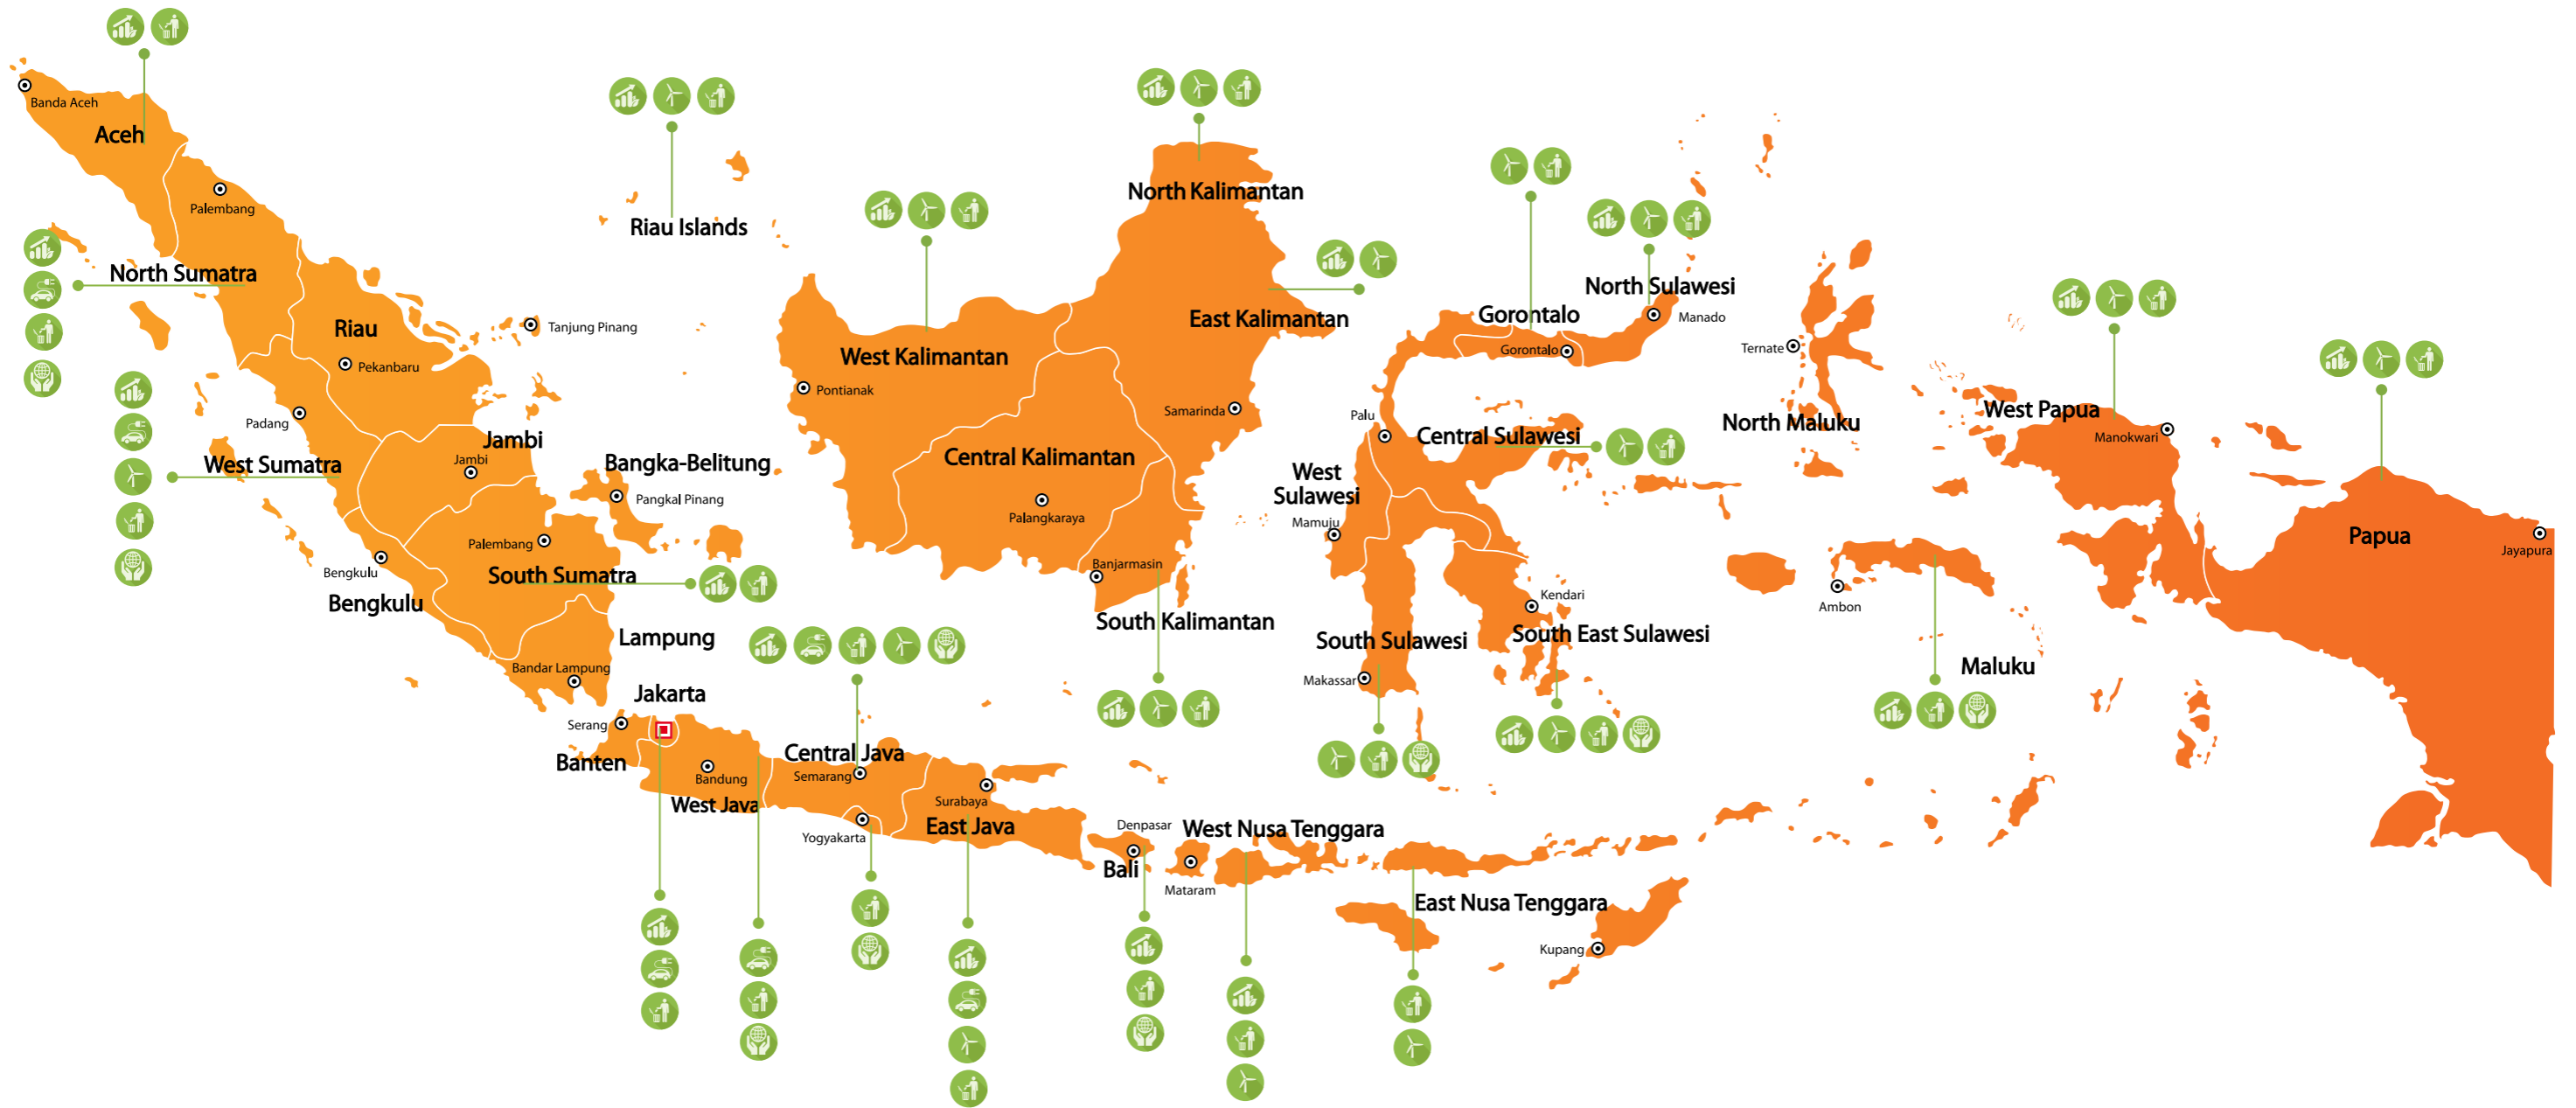 Banda Aceh
Aceh
Palembang
North Sumatra
Riau Islands
Riau
Tanjung Pinang
Pekanbaru
Padang
Jambi
Jambi
West Sumatra
Bangka-Belitung
Pangkal Pinang
Palembang
South Sumatra
Bengkulu
Bengkulu
Lampung
Bandar Lampung
Jakarta
Serang
Banten
Bandung
West Java
Central Java
Semarang
Yogyakarta
Surabaya
East Java
Denpasar
Bali
Mataram
West Nusa Tenggara
East Nusa Tenggara
Kupang
North Kalimantan
East Kalimantan
West Kalimantan
Pontianak
Samarinda
Central Kalimantan
Palangkaraya
Banjarmasin
South Kalimantan
North Sulawesi
Manado
Gorontalo
Gorontalo
Palu
Central Sulawesi
West
Sulawesi
Mamuju
Kendari
South Sulawesi
South East Sulawesi
Makassar
Ternate
North Maluku
Ambon
Maluku
West Papua
Manokwari
Papua
Jayapura